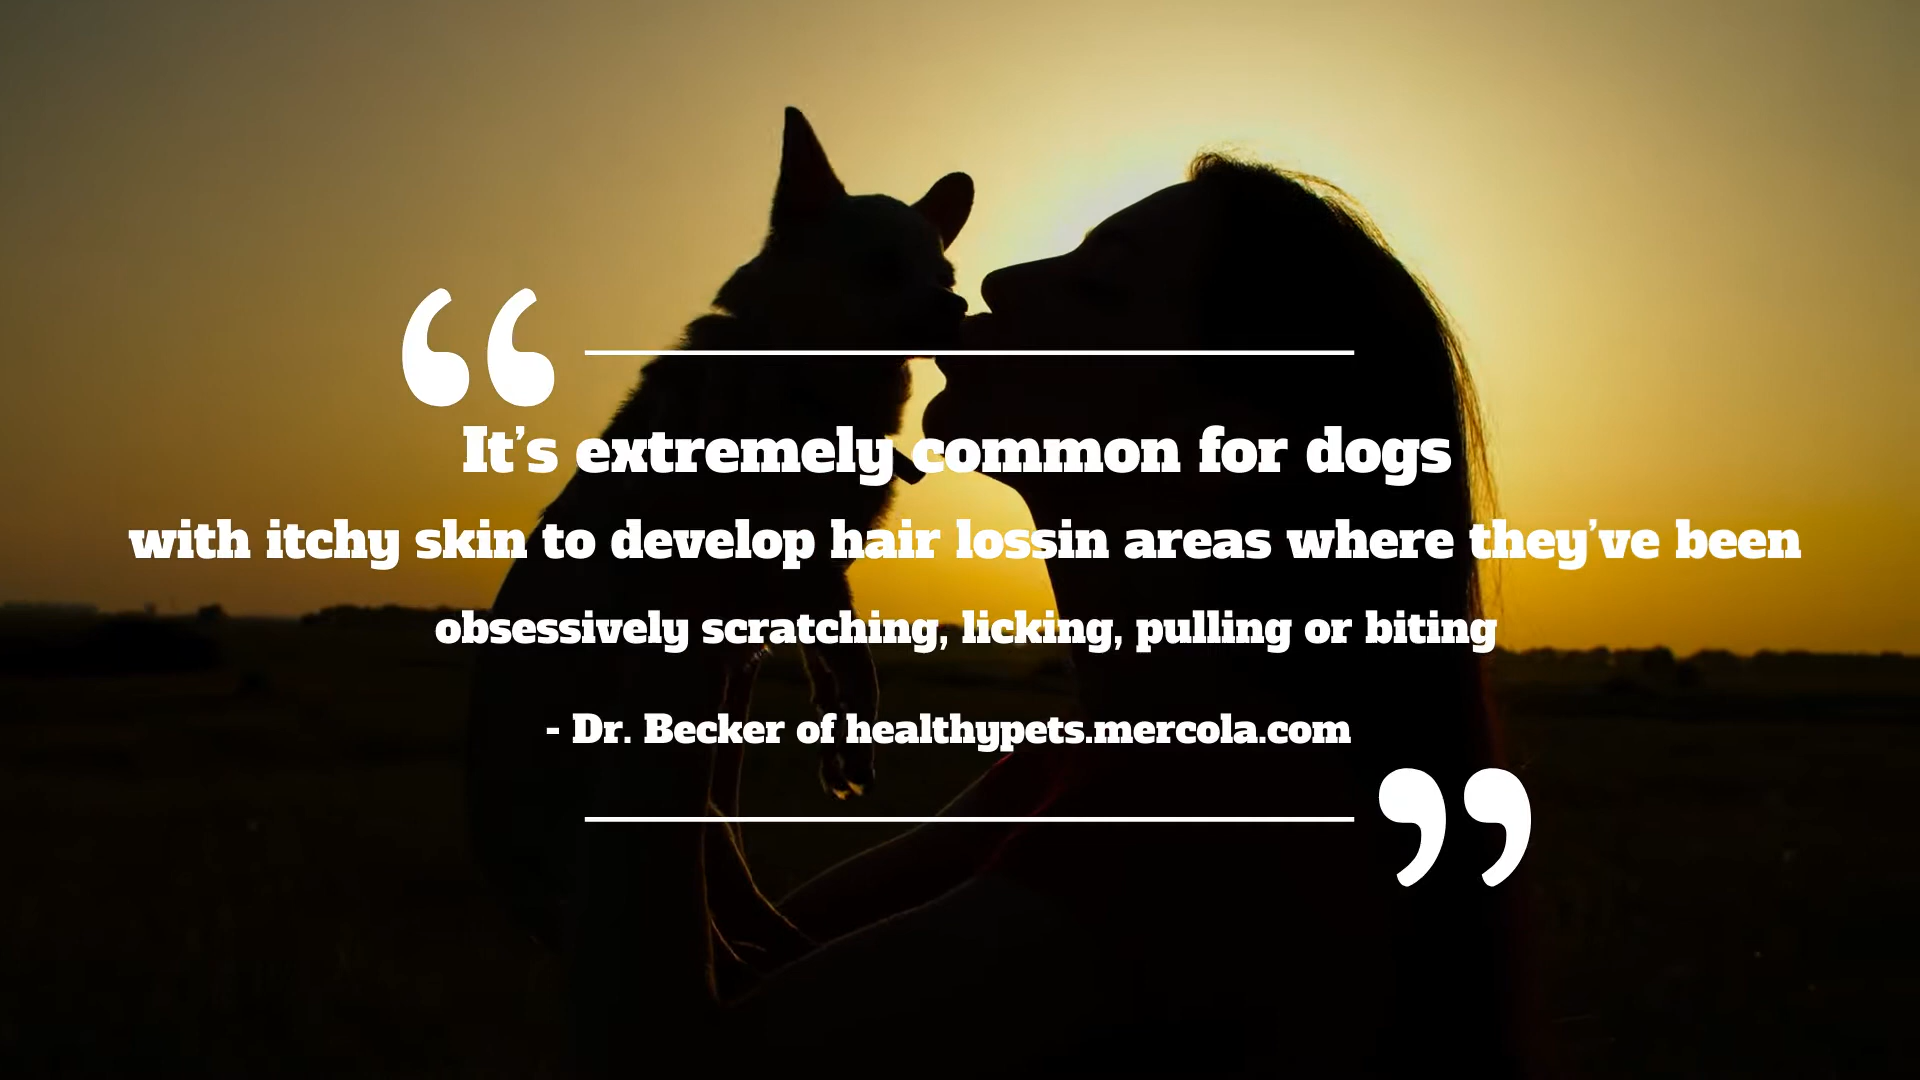 “
It’s extremely common for dogs
with itchy skin to develop hair lossin areas where they’ve been
obsessively scratching, licking, pulling or biting
- Dr. Becker of healthypets.mercola.com
”